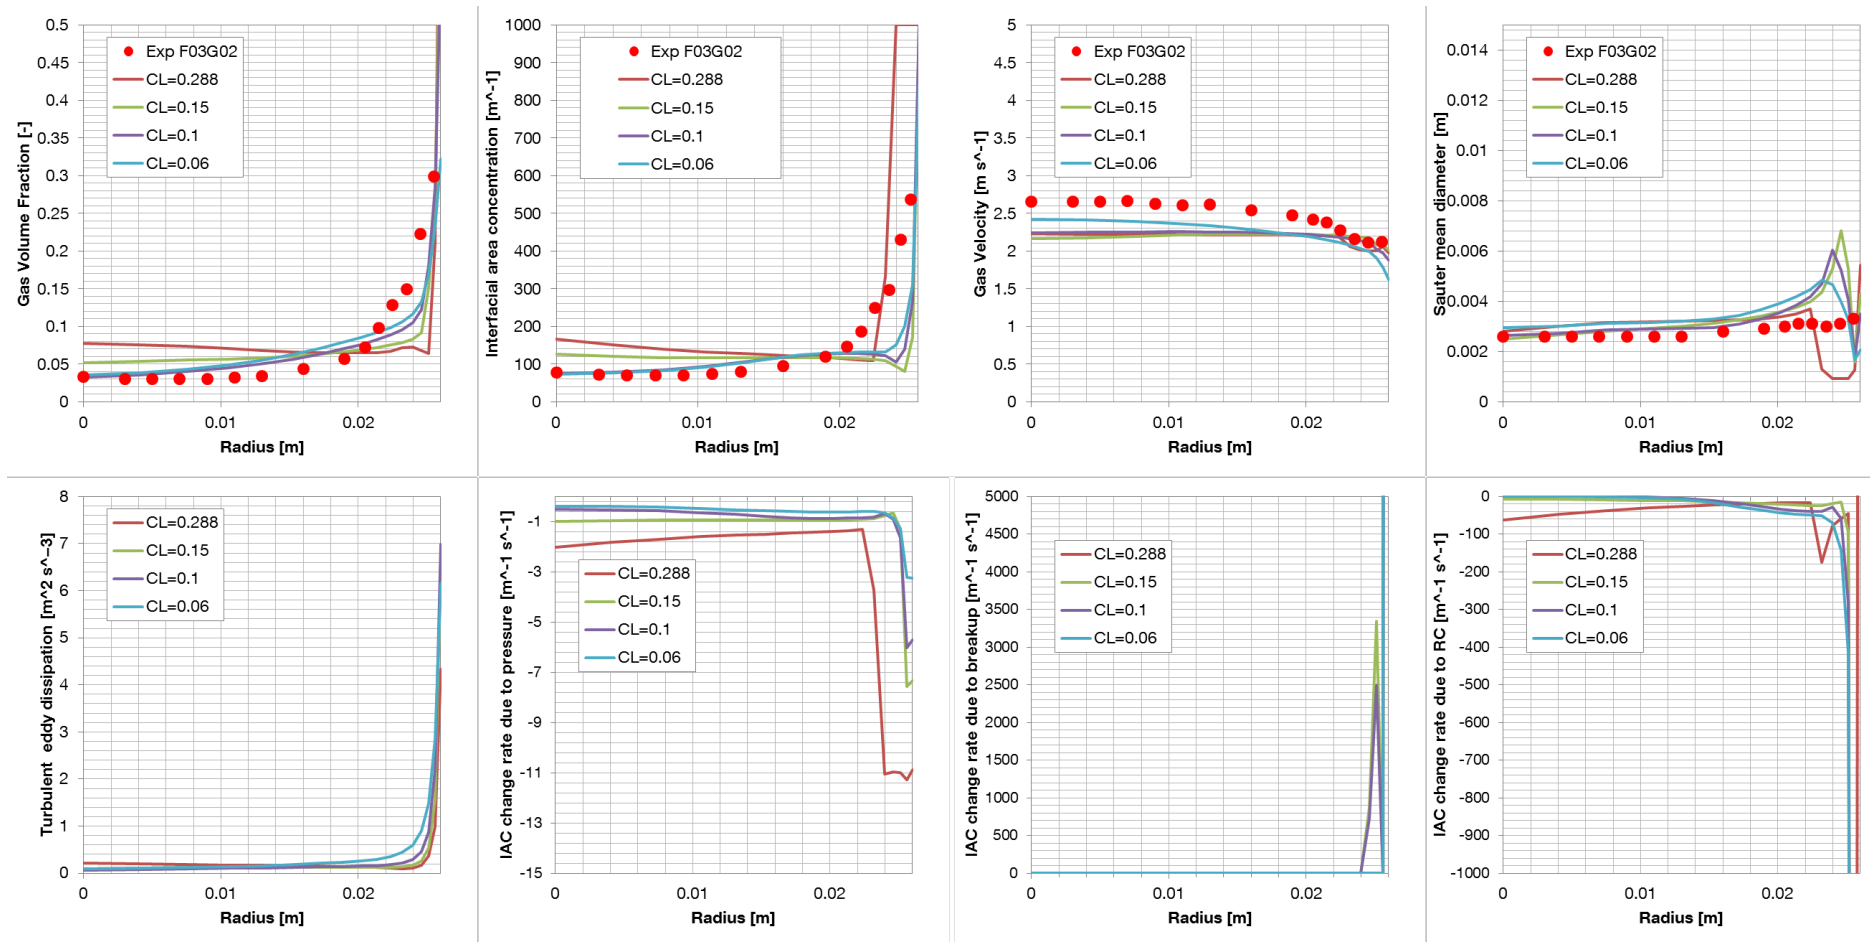 Gas Volume Fraction [-]
0.5
0.45
0.4
0.35
0.3
0.25
0.2
0.15
0.1
0.05
0
Exp F03G02
CL=0.288
CL=0.15
CL=0.1
CL=0.06
0
0.01
0.02
Radius [m]
Interfacial area concentration [m^-1]
1000
900
800
700
600
500
400
300
200
100
0
Exp F03G02
CL=0.288
CL=0.15
CL=0.1
CL=0.06
0
0.01
0.02
Radius [m]
Gas Velocity [m s^-1]
5
4.5
4
3.5
3
2.5
2
1.5
1
0.5
0
Exp F03G02
CL=0.288
CL=0.15
CL=0.1
CL=0.06
0
0.01
0.02
Radius [m]
Sauter mean diameter [m]
0.014
0.012
0.01
0.008
0.006
0.004
0.002
0
Exp F03G02
CL=0.288
CL=0.15
CL=0.1
CL=0.06
0
0.01
0.02
Radius [m]
Turbulent eddy dissipation [m^2 s^–3]
8
7
6
5
4
3
2
1
0
CL=0.288
CL=0.15
CL=0.1
CL=0.06
0
0.01
0.02
Radius [m]
IAC change rate due to pressure [m^-1 s^-1]
-1
-3
-5
-7
-9
-11
-13
-15
CL=0.288
CL=0.15
CL=0.1
CL=0.06
0
0.01
0.02
Radius [m]
IAC change rate due to breakup [m^-1 s^-1]
5000
4500
4000
3500
3000
2500
2000
1500
1000
500
0
CL=0.288
CL=0.15
CL=0.1
CL=0.06
0
0.01
0.02
Radius [m]
IAC change rate due to RC [m^-1 s^-1]
0
-100
-200
-300
-400
-500
-600
-700
-800
-900
-1000
CL=0.288
CL=0.15
CL=0.1
CL=0.06
0
0.01
0.02
Radius [m]